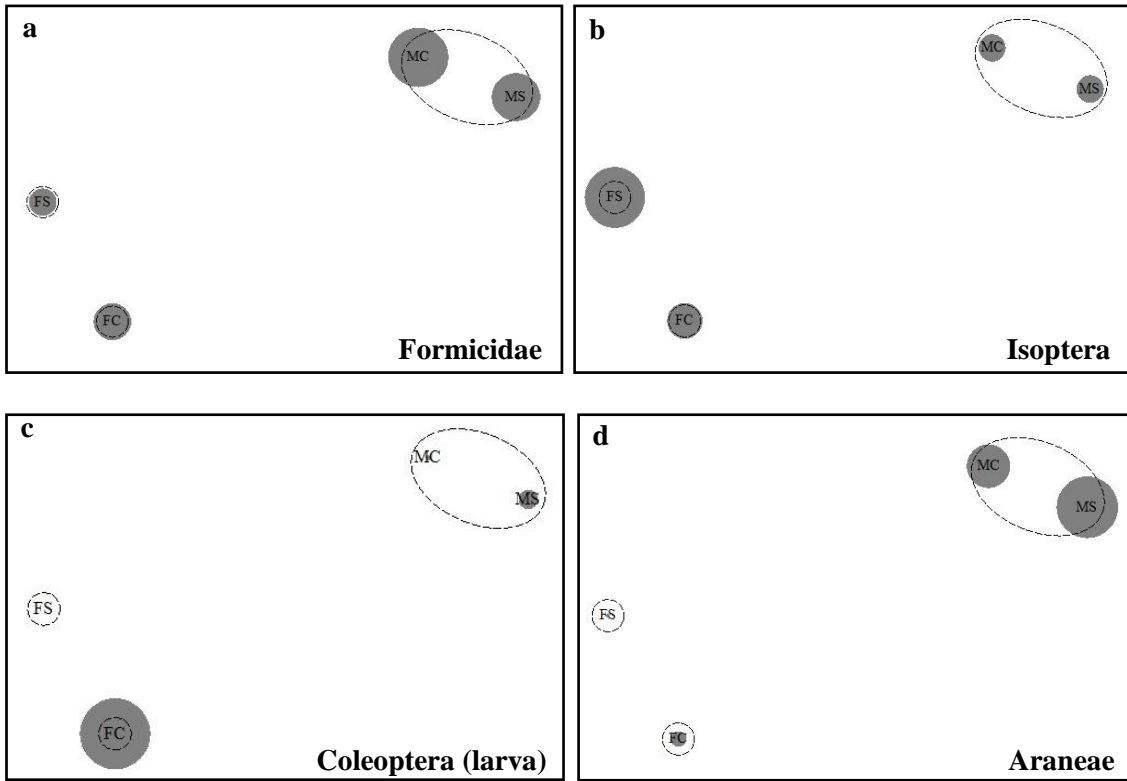 a
MC
MS
FS
FC
Formicidae
b
MC
MS
FS
FC
Isoptera
c
MC
MS
FS
FC
Coleoptera (larva)
d
MC
MS
FS
FC
Araneae